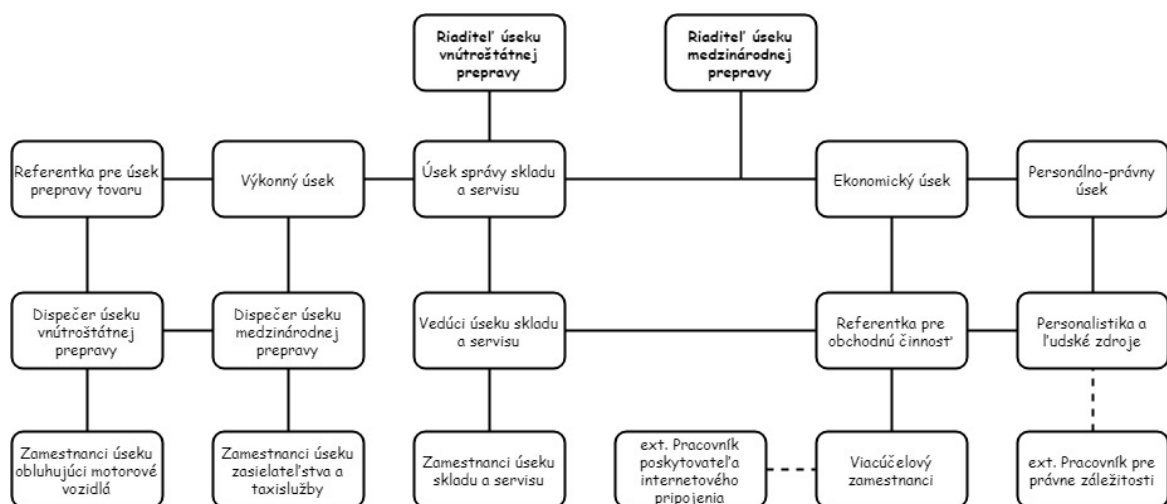 Riaditeľ úseku
vnútroštátnej
prepravy
Riaditeľ úseku
medzinárodnej
prepravy
Referentka pre úsek
prepravy tovaru
Výkonný úsek
Úsek správy skladu
a servisu
Ekonomický úsek
Personálno-právny
úsek
Dispečer úseku
vnútroštátnej
prepravy
Dispečer úseku
medzinárodnej
prepravy
Vedúci úseku skladu
a servisu
Referentka pre
obchodnú činnosť
Personalistika a
ľudské zdroje
Zamestnanci úseku
obluhujúci motorové
vozidlá
Zamestnanci úseku
zasielateľstva a
taxislužby
Zamestnanci úseku
skladu a servisu
ext. Pracovník
poskytovateľa
internetového
pripojenia
Viacúčelový
zamestnanci
ext. Pracovník pre
právne záležitosti